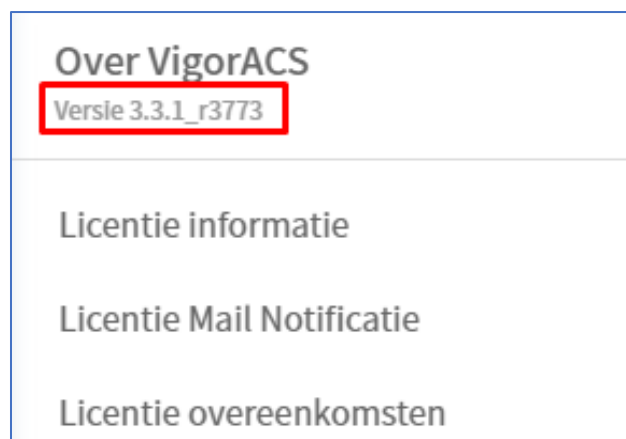 Over VigorACS
Versie 3.3.1_r3773
Licentie informatie
Licentie Mail Notificatie
Licentie overeenkomsten